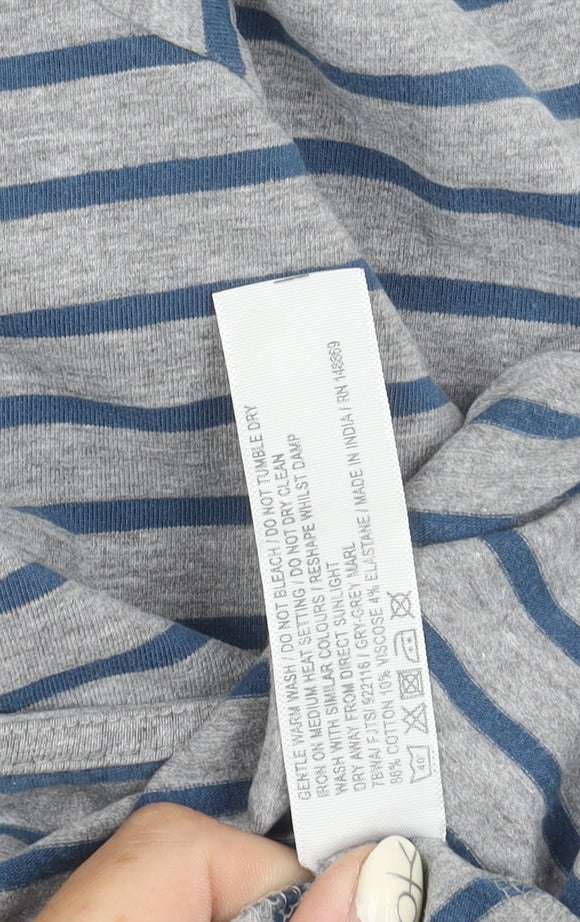 GENTLE WARM WASH / DO NOT BLEACH / DO NOT TUMBLE DRY
IRON ON MEDIUM HEAT SETTING / DO NOT DRY CLEAN
WASH WITH SIMILAR COLOURS / RESHAPE WHILST DAMP
DRY AWAY FROM DIRECT SUNLIGHT
7BWAI FJTSI 922116 / GRY-GREY MARL
86% COTTON 10% VISCOSE 4% ELASTANE / MADE IN INDIA / RN 148869
40°